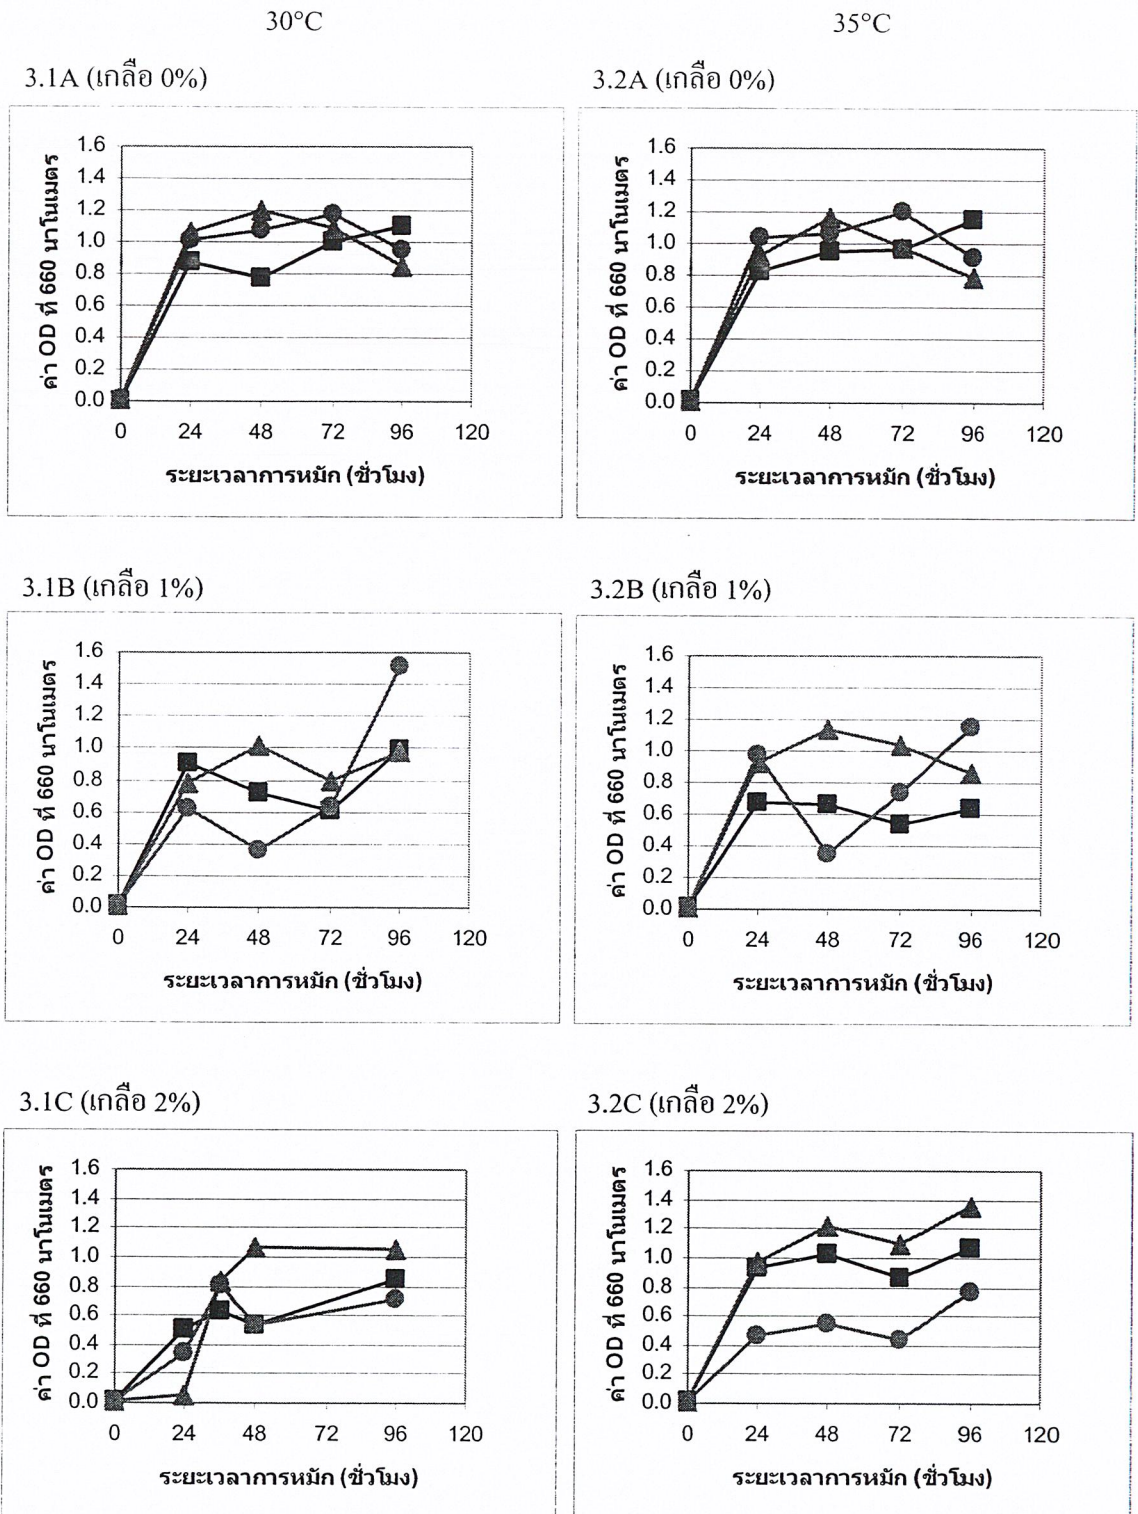 30°C
35°C
3.1A (เกลือ 0%)
3.2A (เกลือ 0%)
ค่า OD ที่ 660 นาโนเมตร
1.6
1.4
1.2
1.0
0.8
0.6
0.4
0.2
0.0
0 24 48 72 96 120
ระยะเวลาการหมัก (ชั่วโมง)
ค่า OD ที่ 660 นาโนเมตร
1.6
1.4
1.2
1.0
0.8
0.6
0.4
0.2
0.0
0 24 48 72 96 120
ระยะเวลาการหมัก (ชั่วโมง)
3.1B (เกลือ 1%)
3.2B (เกลือ 1%)
ค่า OD ที่ 660 นาโนเมตร
1.6
1.4
1.2
1.0
0.8
0.6
0.4
0.2
0.0
0 24 48 72 96 120
ระยะเวลาการหมัก (ชั่วโมง)
ค่า OD ที่ 660 นาโนเมตร
1.6
1.4
1.2
1.0
0.8
0.6
0.4
0.2
0.0
0 24 48 72 96 120
ระยะเวลาการหมัก (ชั่วโมง)
3.1C (เกลือ 2%)
3.2C (เกลือ 2%)
ค่า OD ที่ 660 นาโนเมตร
1.6
1.4
1.2
1.0
0.8
0.6
0.4
0.2
0.0
0 24 48 72 96 120
ระยะเวลาการหมัก (ชั่วโมง)
ค่า OD ที่ 660 นาโนเมตร
1.6
1.4
1.2
1.0
0.8
0.6
0.4
0.2
0.0
0 24 48 72 96 120
ระยะเวลาการหมัก (ชั่วโมง)